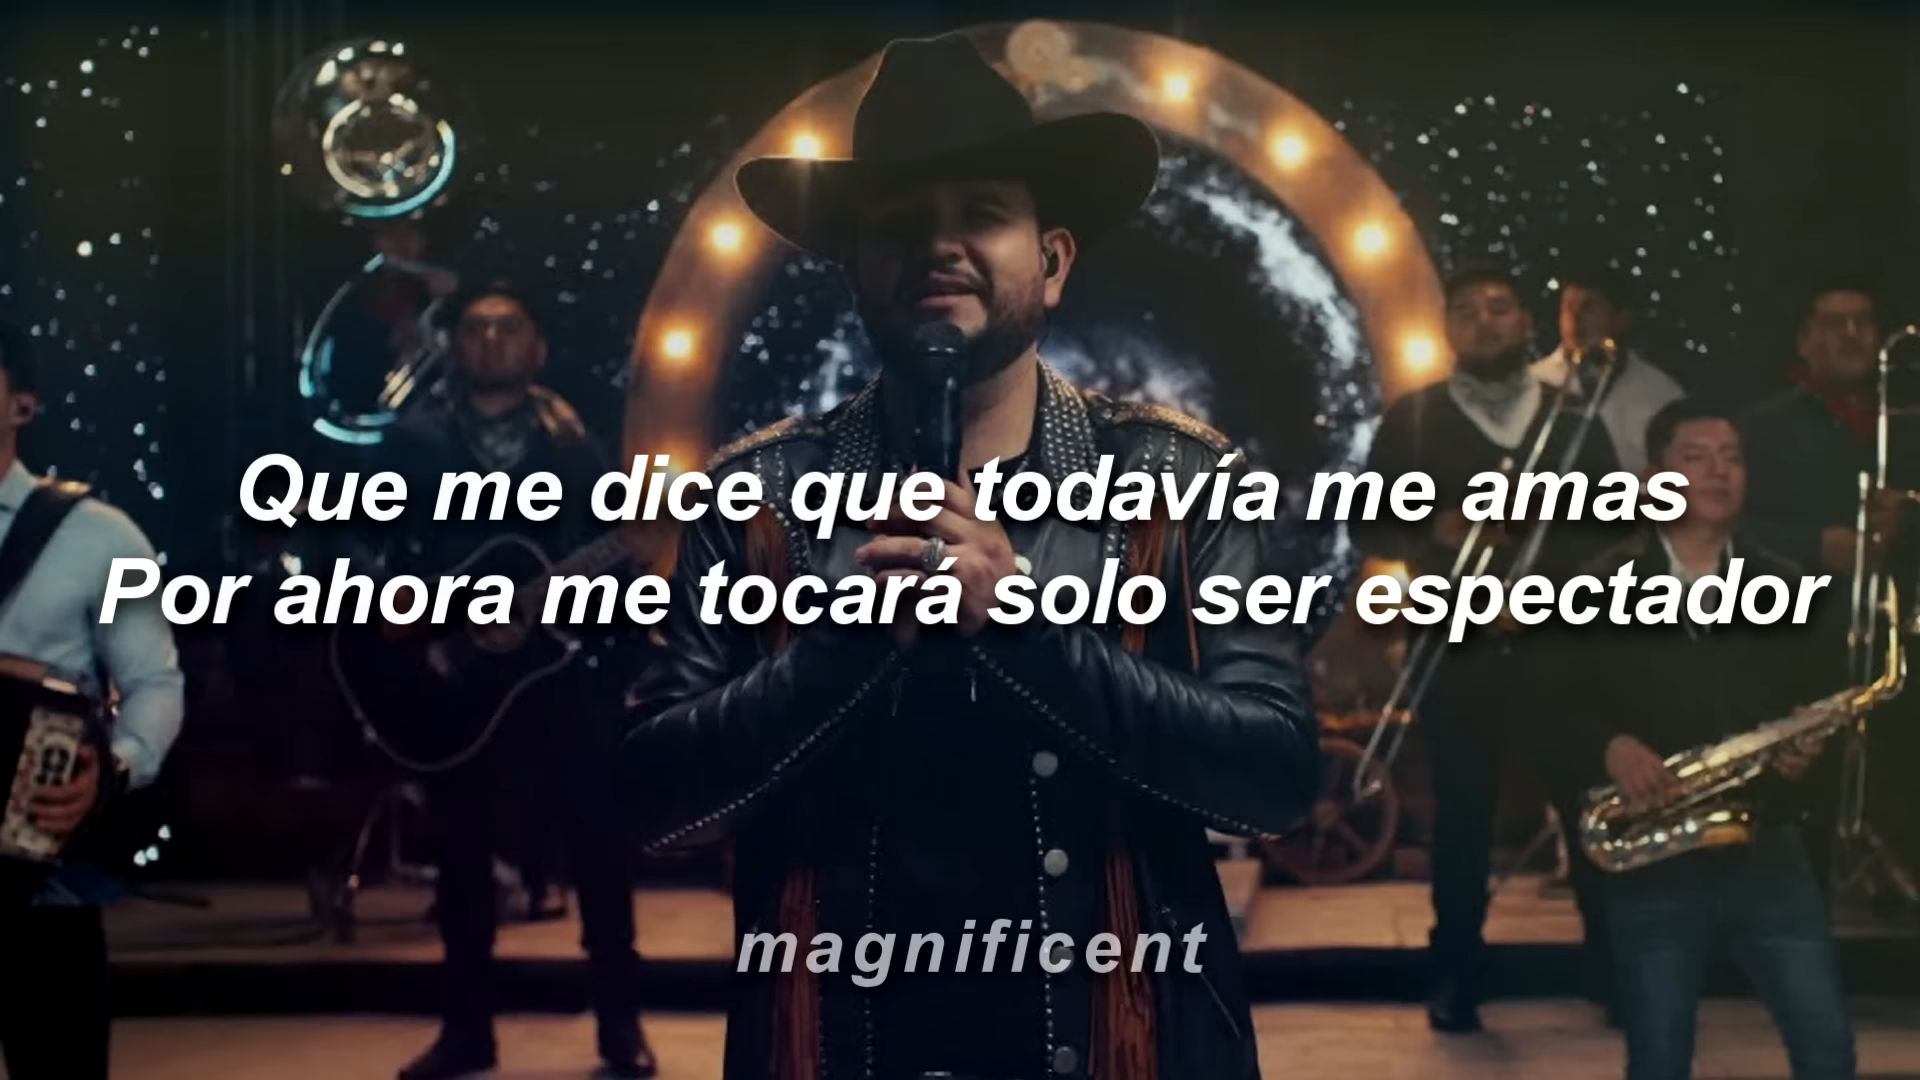 Que me dice que todavía me amas
Por ahora me tocará solo ser espectador
magnificent